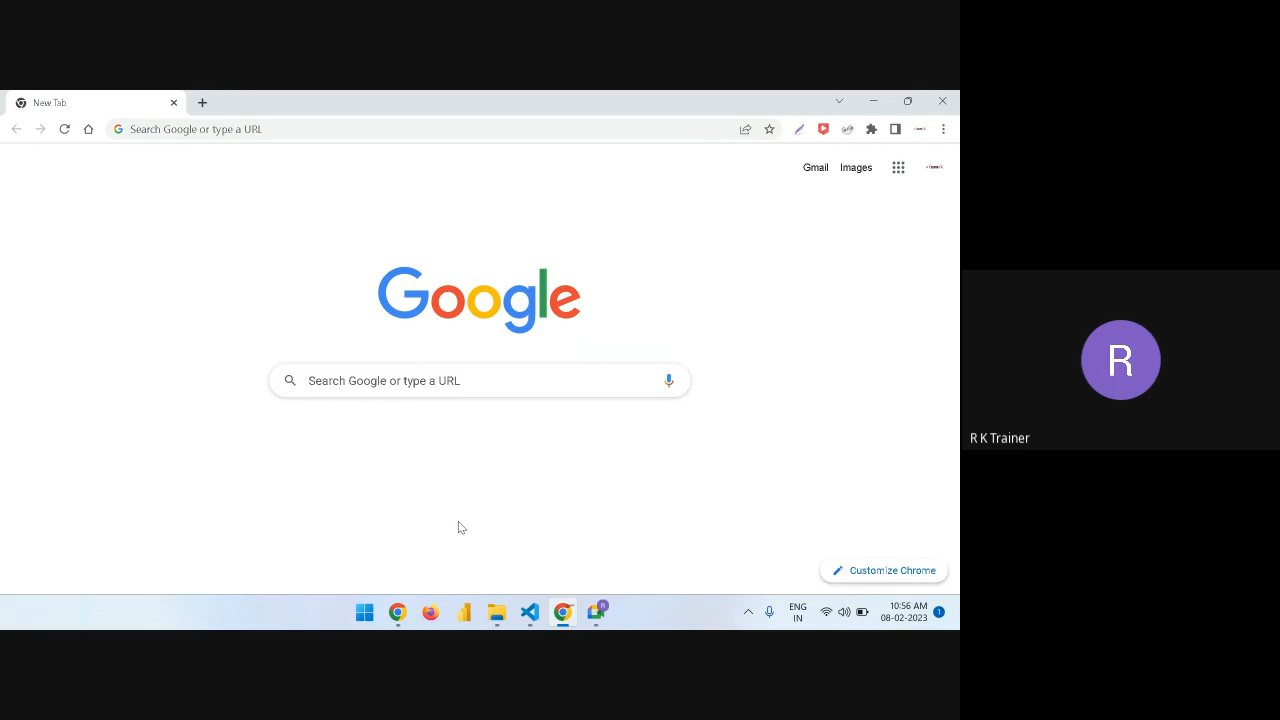 New Tab
Search Google or type a URL
Gmail Images
Google
Search Google or type a URL
Customize Chrome
ENG
IN
10:56 AM
08-02-2023
1
R
R
R K Trainer